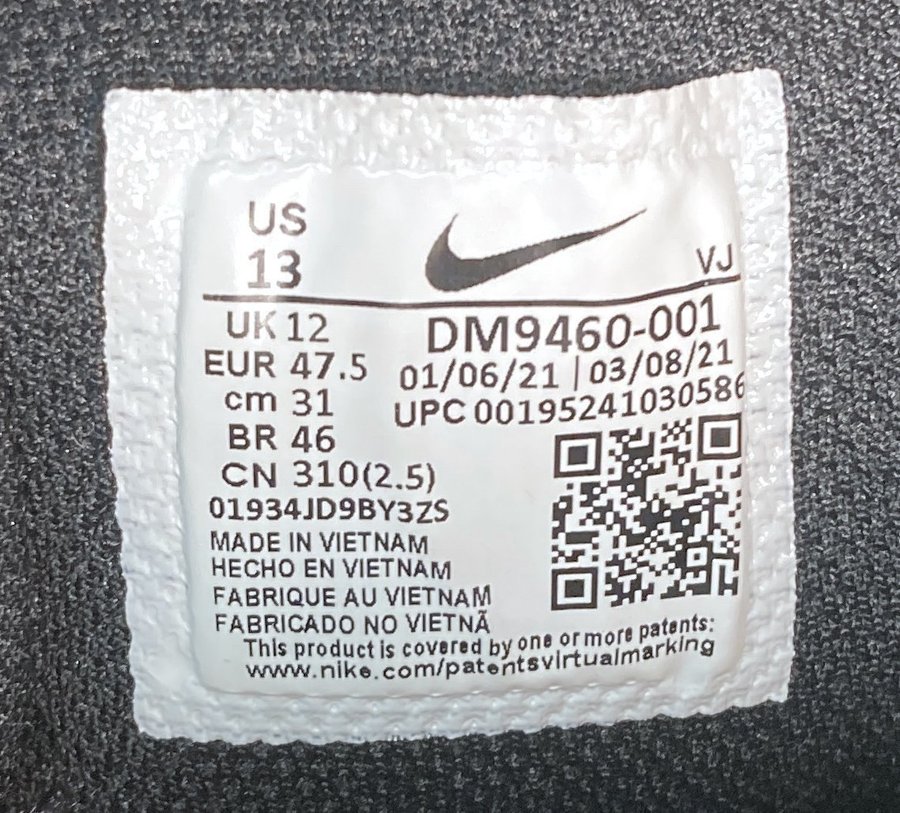 US
13
VJ
UK 12
EUR 47.5
cm 31
BR 46
CN 310(2.5)
01934JD9BY3ZS
DM9460-001
01/06/21 | 03/08/21
UPC 00195241030586
MADE IN VIETNAM
HECHO EN VIETNAM
FABRIQUE AU VIETNAM
FABRICADO NO VIETNÃ
This product is covered by one or more patents:
www.nike.com/patentsvirtualmarking